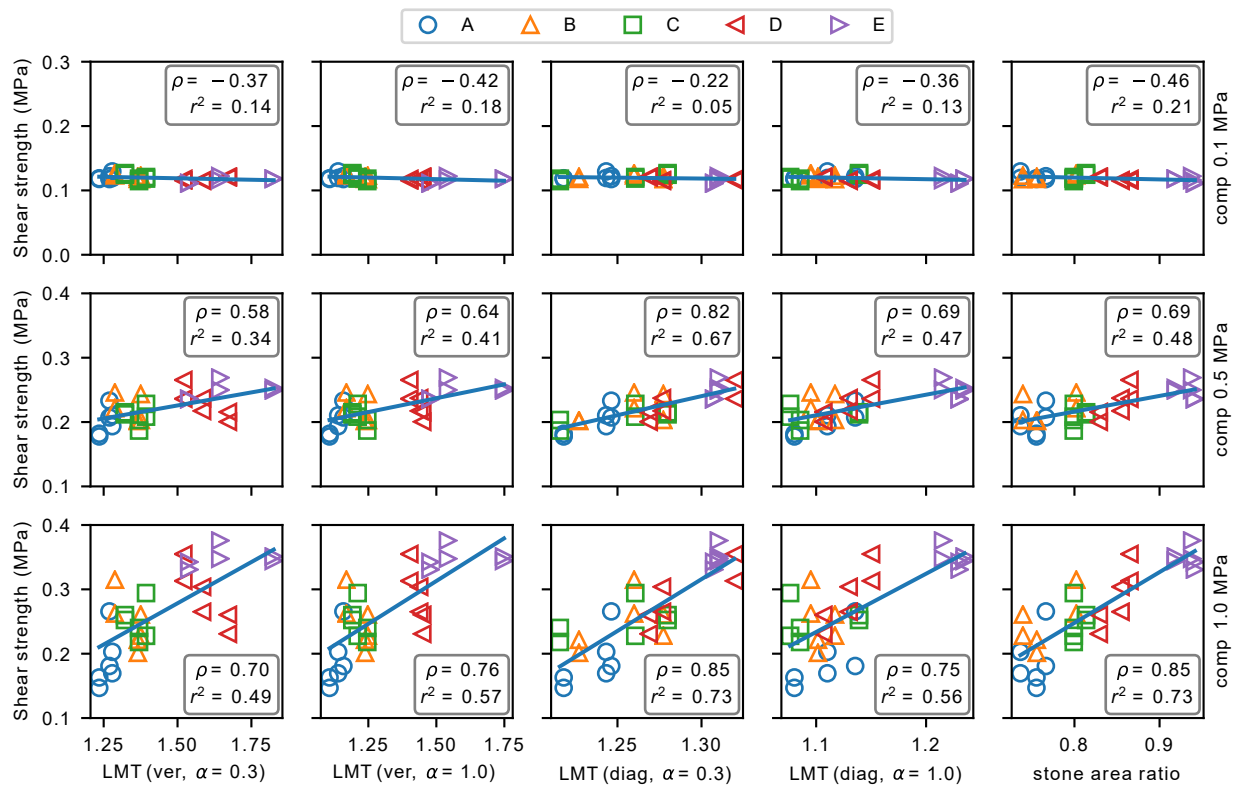 A B C D E
Shear strength (MPa)
0.3
0.2
0.1
0.0
ρ = −0.37
r² = 0.14
ρ = −0.42
r² = 0.18
ρ = −0.22
r² = 0.05
ρ = −0.36
r² = 0.13
ρ = −0.46
r² = 0.21
comp 0.1 MPa
Shear strength (MPa)
0.4
0.3
0.2
0.1
ρ = 0.58
r² = 0.34
ρ = 0.64
r² = 0.41
ρ = 0.82
r² = 0.67
ρ = 0.69
r² = 0.47
ρ = 0.69
r² = 0.48
comp 0.5 MPa
Shear strength (MPa)
0.4
0.3
0.2
0.1
ρ = 0.70
r² = 0.49
ρ = 0.76
r² = 0.57
ρ = 0.85
r² = 0.73
ρ = 0.75
r² = 0.56
ρ = 0.85
r² = 0.73
comp 1.0 MPa
1.25 1.50 1.75
LMT (ver, α = 0.3)
1.25 1.50 1.75
LMT (ver, α = 1.0)
1.25 1.30
LMT (diag, α = 0.3)
1.1 1.2
LMT (diag, α = 1.0)
0.8 0.9
stone area ratio